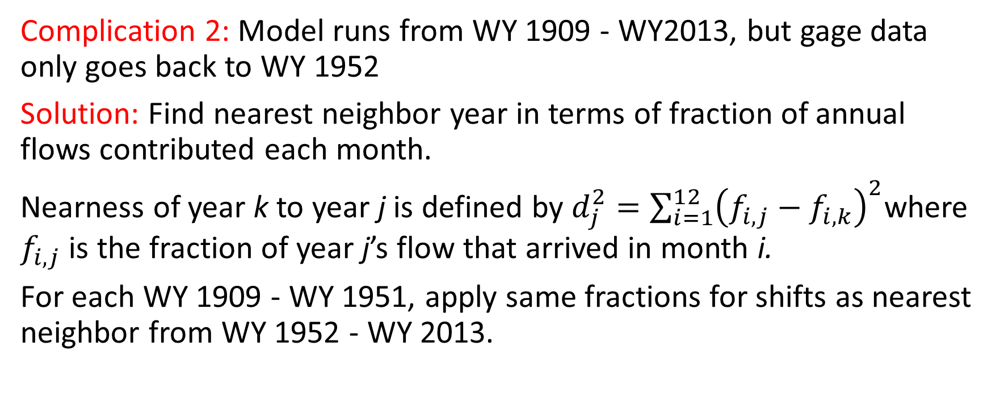 Complication 2: Model runs from WY 1909 - WY2013, but gage data
only goes back to WY 1952
Solution: Find nearest neighbor year in terms of fraction of annual
flows contributed each month.
Nearness of year k to year j is defined by $d_j^2 = \sum_{i=1}^{12} (f_{i,j} - f_{i,k})^2$ where
$f_{i,j}$ is the fraction of year j’s flow that arrived in month i.
For each WY 1909 - WY 1951, apply same fractions for shifts as nearest
neighbor from WY 1952 - WY 2013.